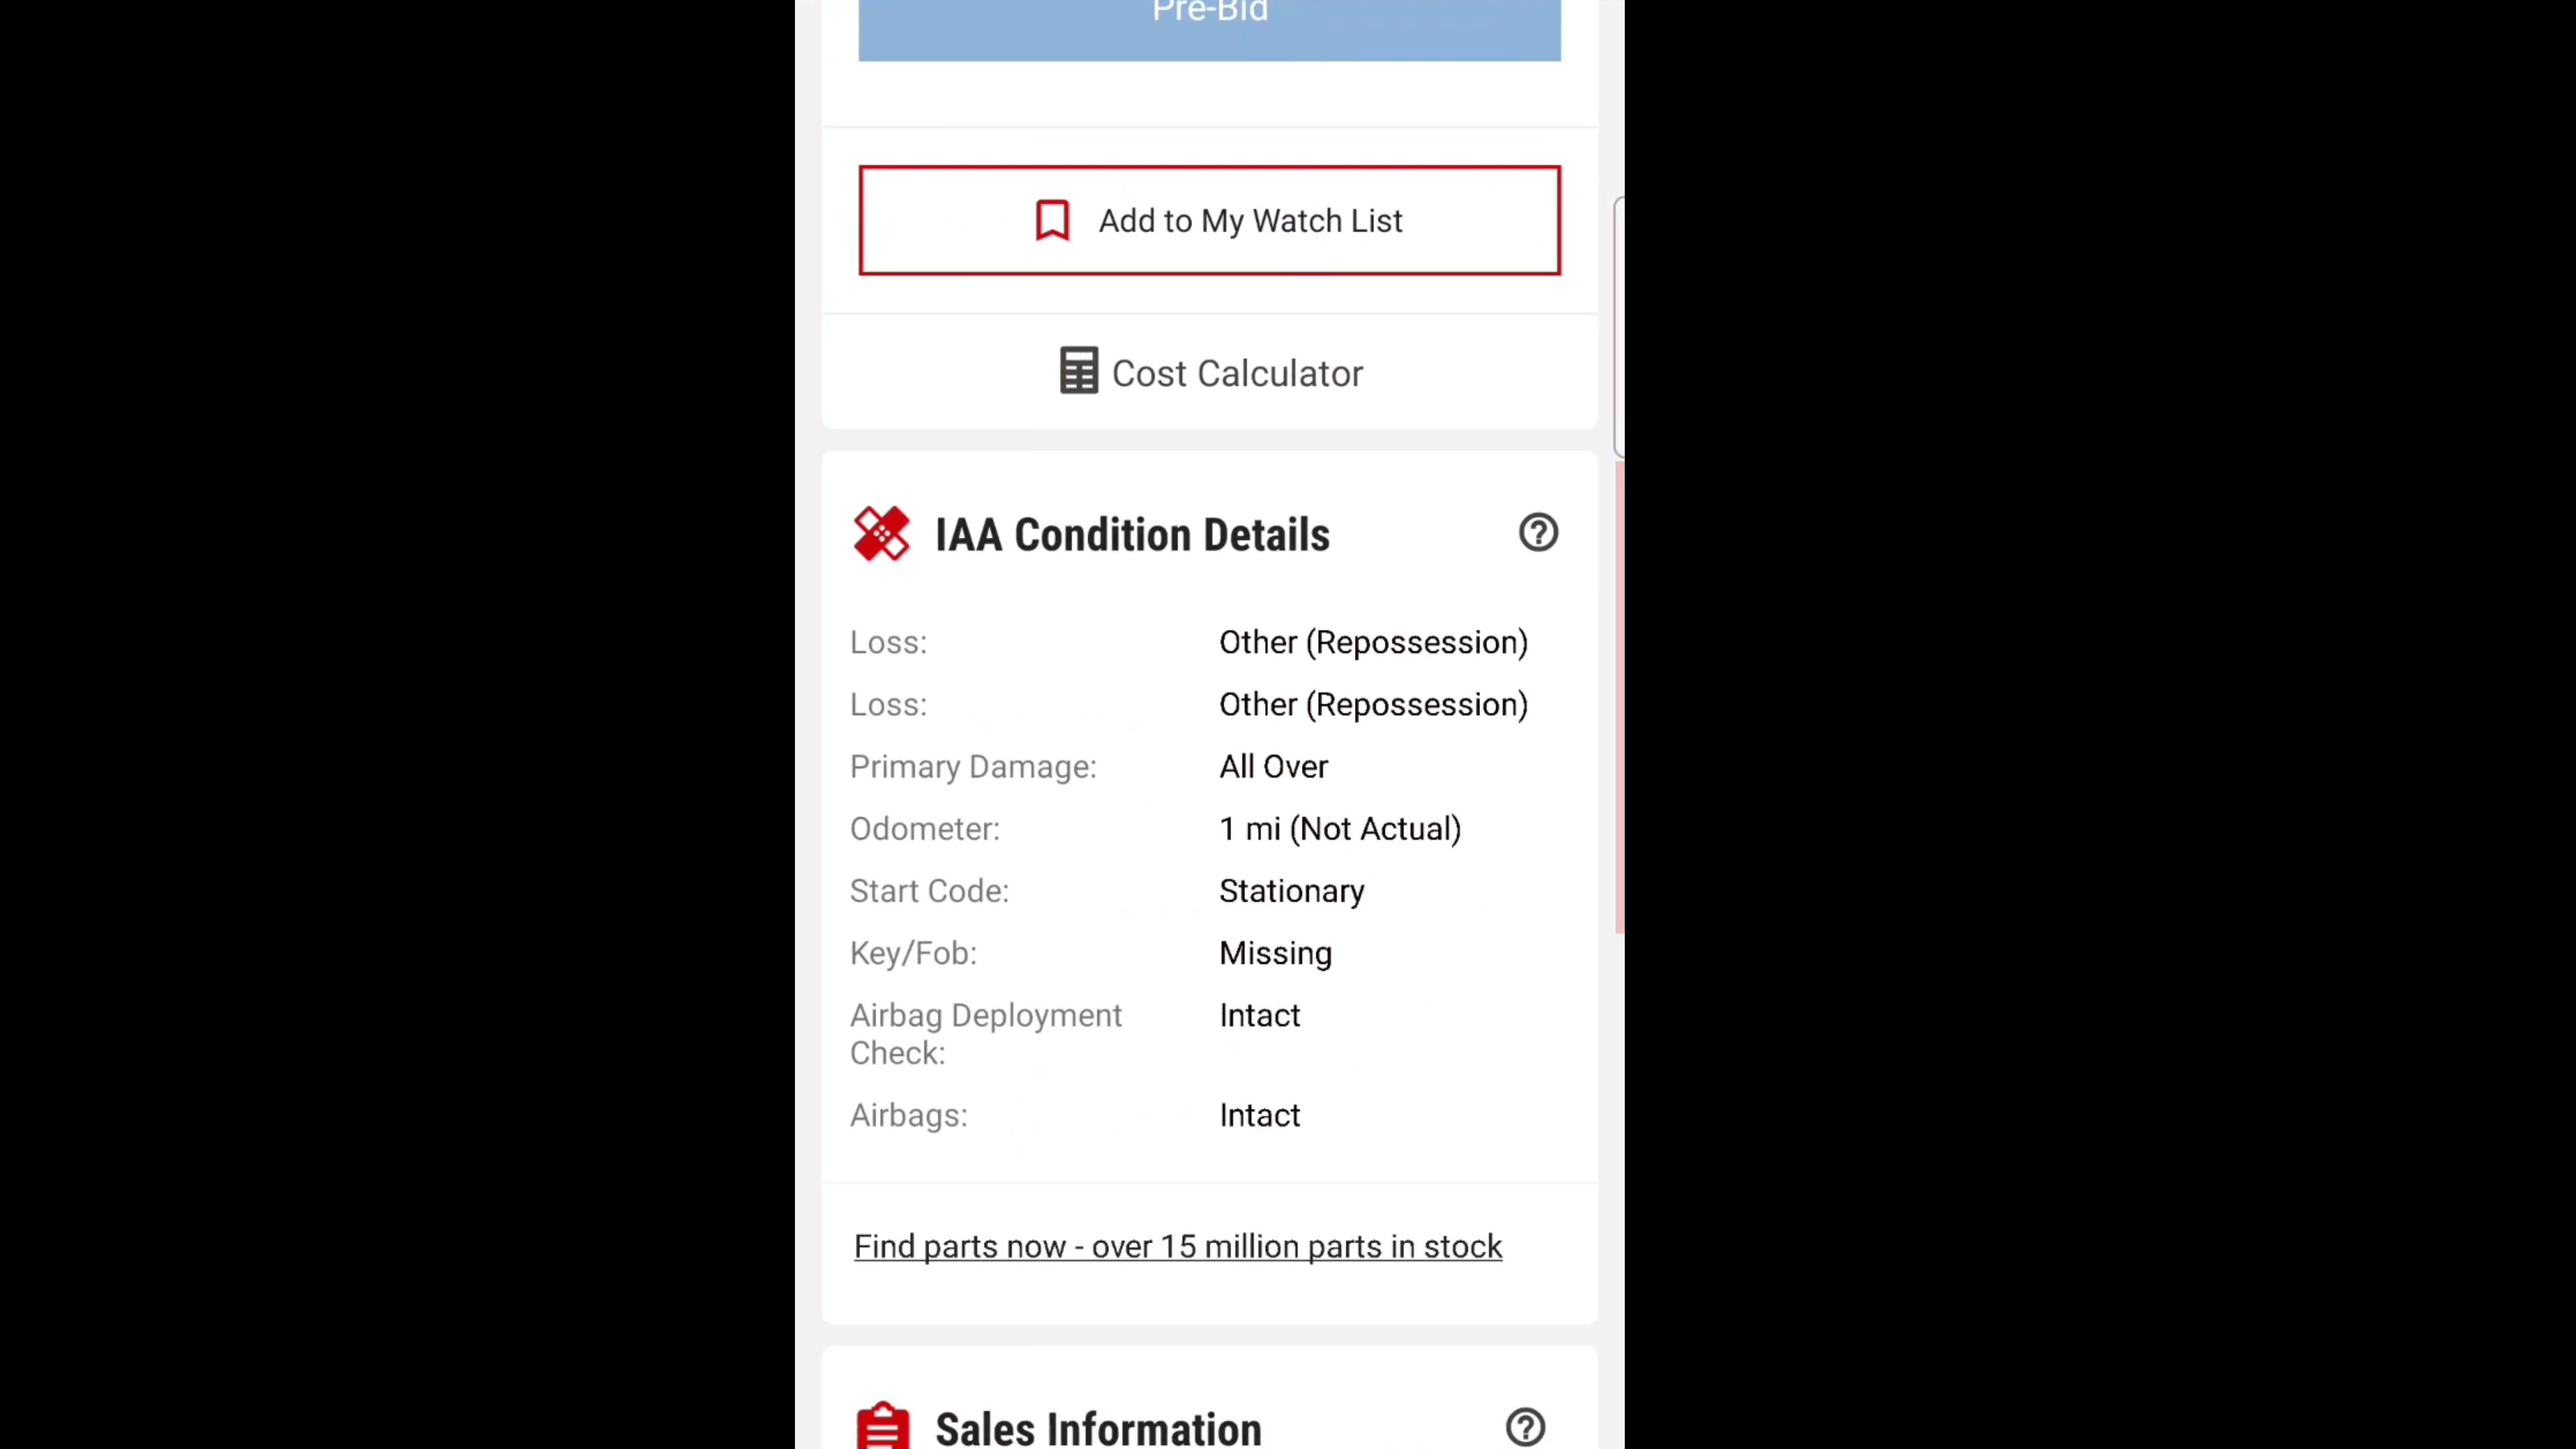 Pre-Bid
Add to My Watch List
Cost Calculator
IAA Condition Details
Loss: Other (Repossession)
Loss: Other (Repossession)
Primary Damage: All Over
Odometer: 1 mi (Not Actual)
Start Code: Stationary
Key/Fob: Missing
Airbag Deployment Intact
Check:
Airbags: Intact
Find parts now - over 15 million parts in stock
Sales Information